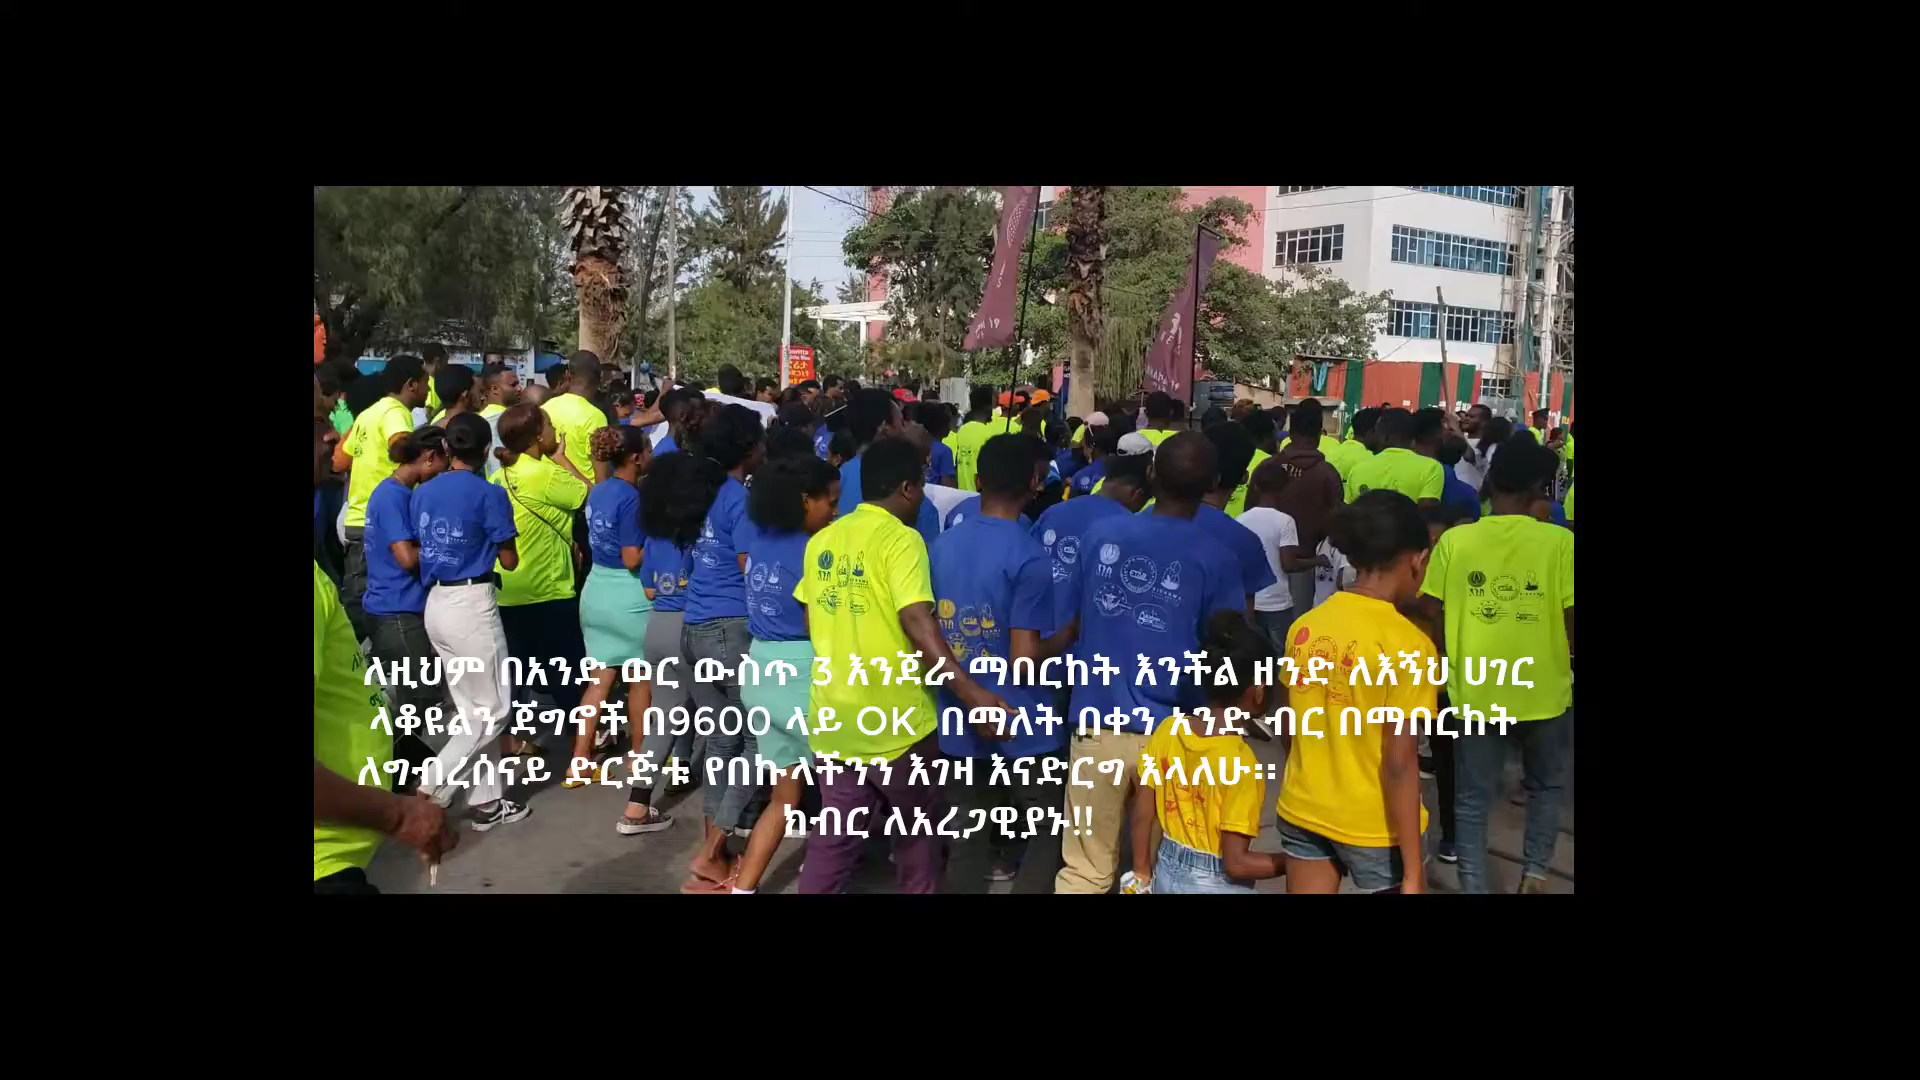 ለዚህም በአንድ ወር ውስጥ 3 እንጀራ ማበርከት እንችል ዘንድ ለእኝህ ሀገር
ላቆዩልን ጀግኖች በ9600 ላይ OK በማለት በቀን አንድ ብር በማበርከት
ለግብረሰናይ ድርጅቱ የበኩላችንን እገዛ እናድርግ እላለሁ።
ክብር ለአረጋዊያኑ!!